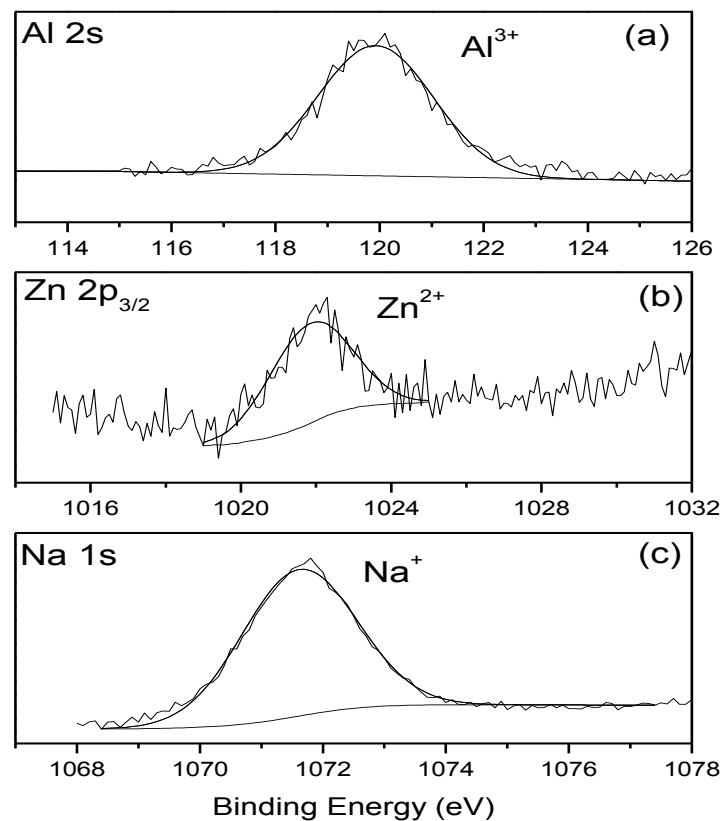 Al 2s Al³⁺ (a)
114 116 118 120 122 124 126
Zn 2p₃/₂ Zn²⁺ (b)
1016 1020 1024 1028 1032
Na 1s Na⁺ (c)
1068 1070 1072 1074 1076 1078
Binding Energy (eV)